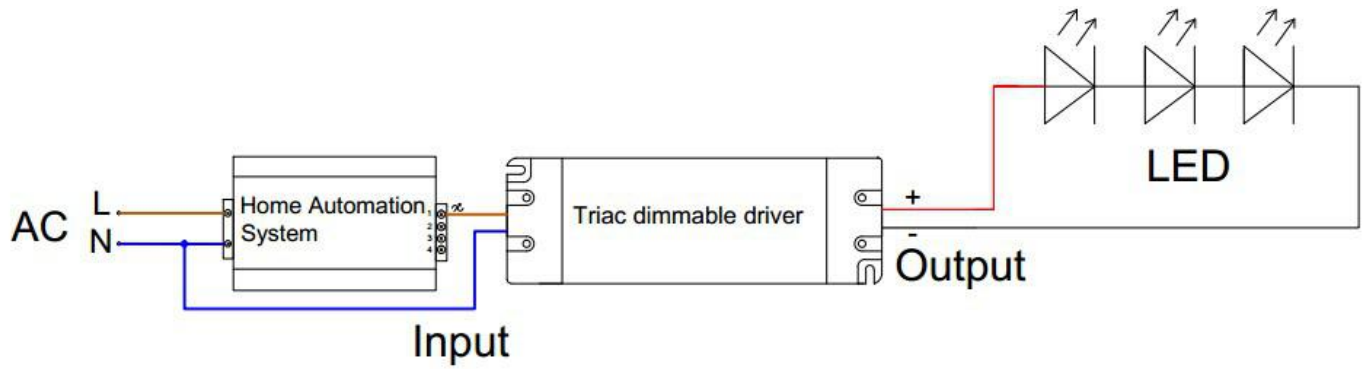 AC
L
N
Home Automation
System
1
2
3
4
Input
Triac dimmable driver
+
-
Output
LED